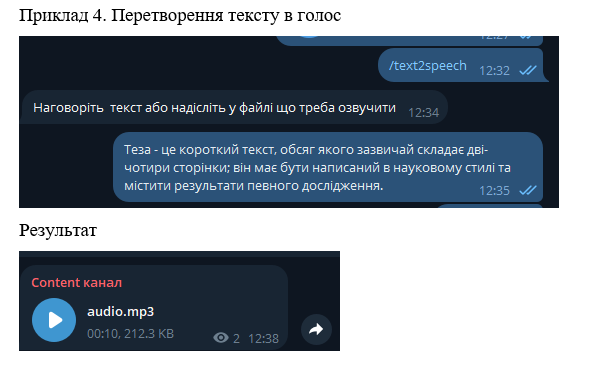 Приклад 4. Перетворення тексту в голос
12:27
/text2speech 12:32
Наговоріть текст або надісліть у файлі що треба озвучити 12:34
Теза - це короткий текст, обсяг якого зазвичай складає дві-
чотири сторінки; він має бути написаний в науковому стилі та
містити результати певного дослідження.
12:35
Результат
Content канал
audio.mp3
00:10, 212.3 KB 2 12:38